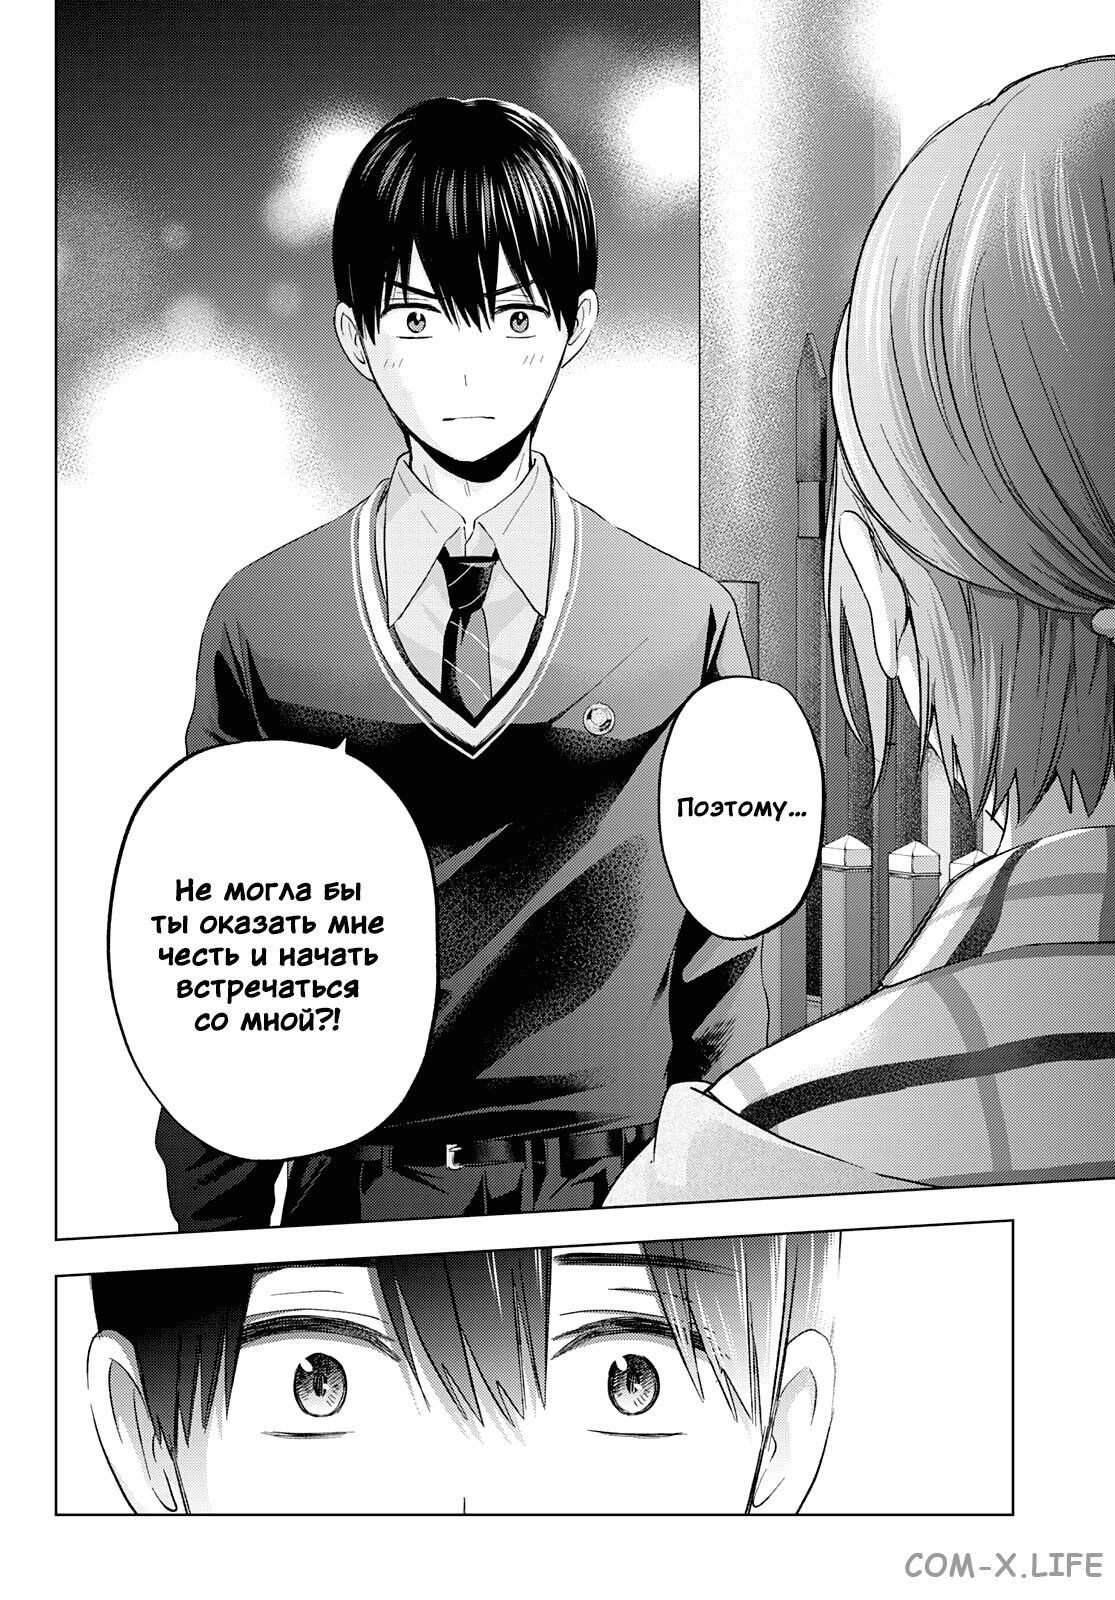 Поэтому...
Не могла бы
ты оказать мне
честь и начать
встречаться
со мной?!
COM-X.LIFE